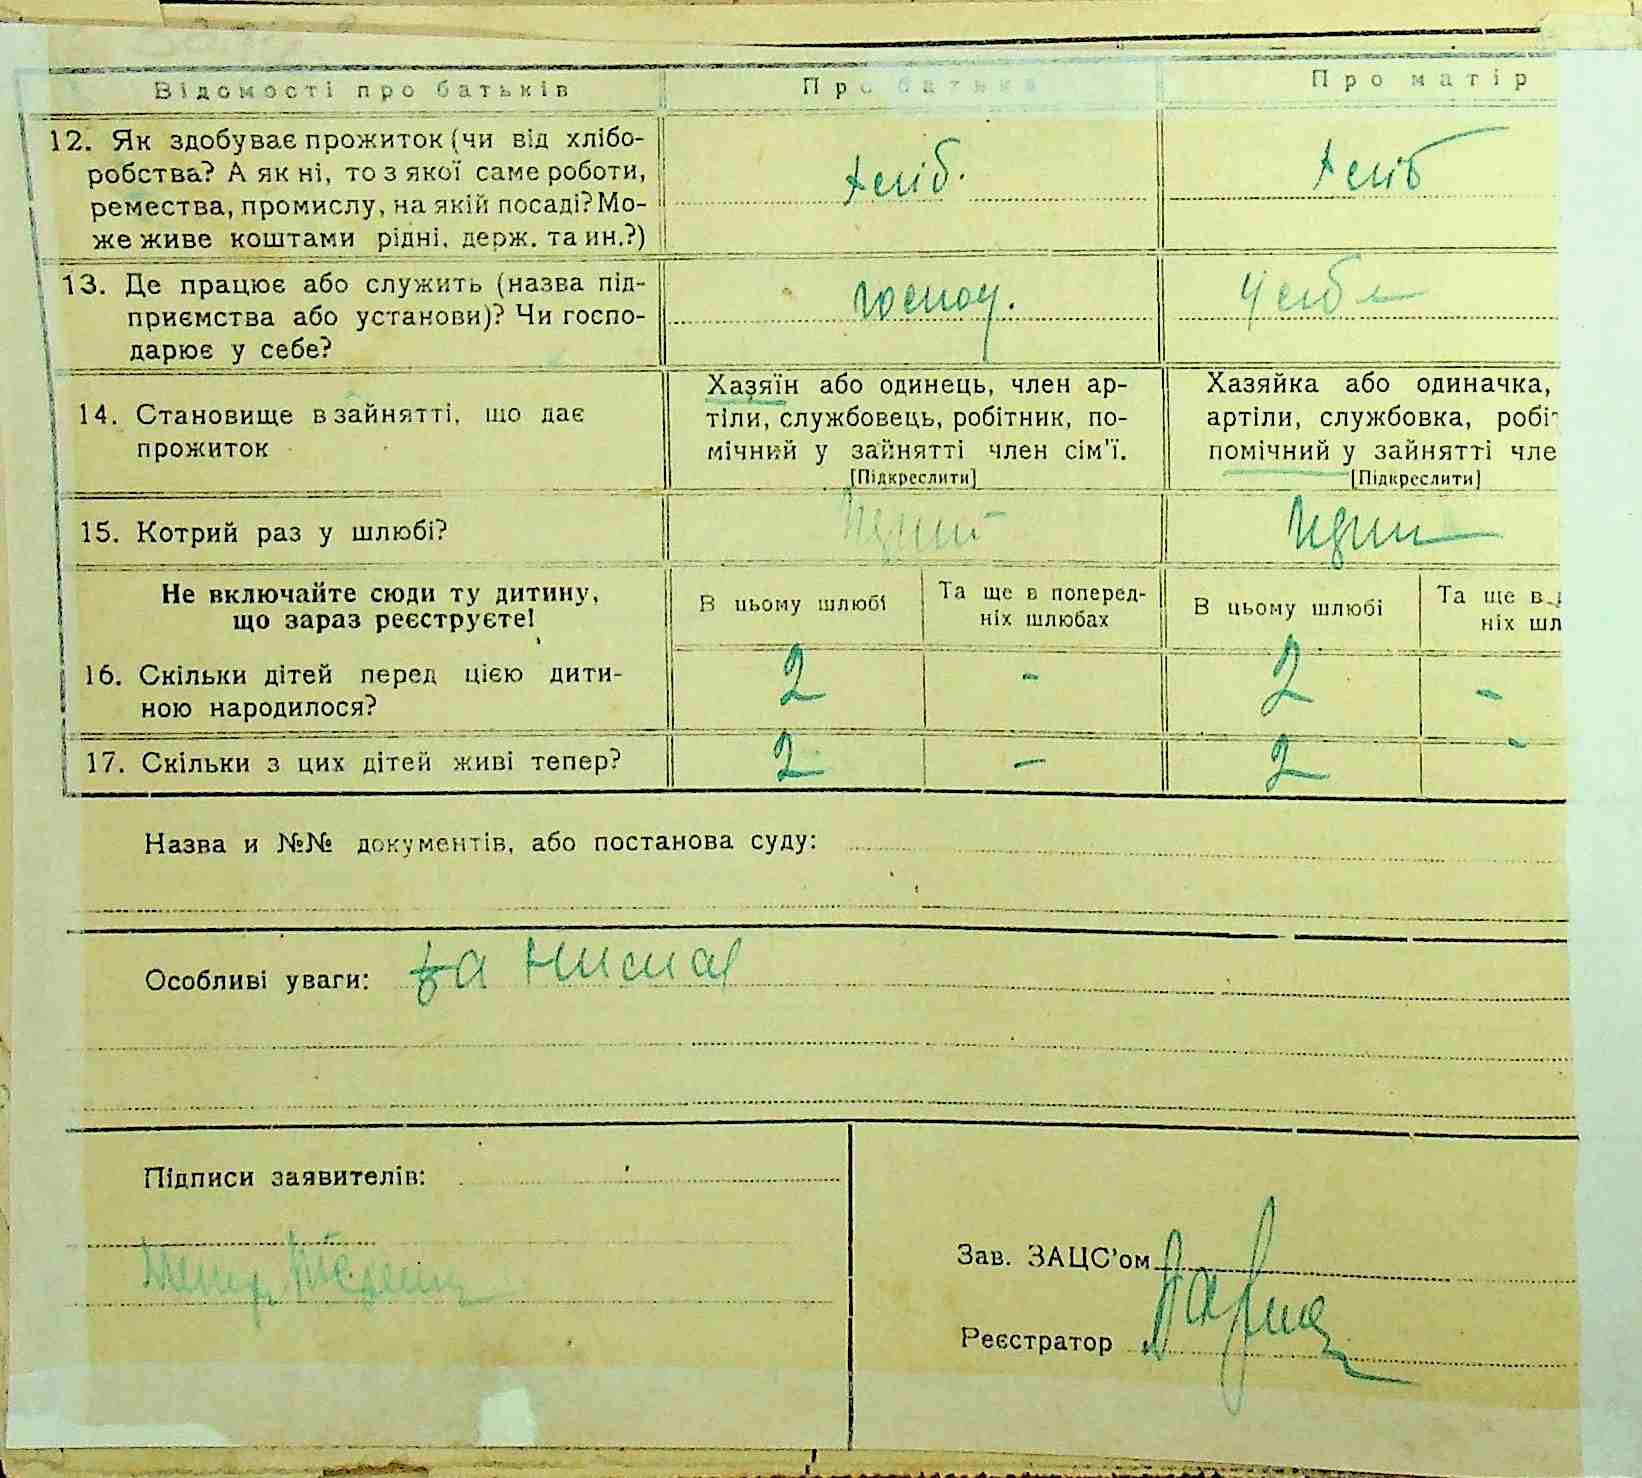 Відомості про батьків
Про батька
Про матір
12. Як здобуває прожиток (чи від хлібо-
робства? А як ні, то з якої саме роботи,
ремества, промислу, на якій посаді? Мо-
же живе коштами рідні, держ. та ин.?)
хліб.
хліб
13. Де працює або служить (назва під-
приємства або установи)? Чи госпо-
дарює у себе?
14. Становище в зайнятті, що дає
прожиток
Хазяїн або одинець, член ар-
тіли, службовець, робітник, по-
мічний у зайнятті член сім'ї.
[Підкреслити]
Хазяйка або одиначка,
артіли, службовка, робіт
помічний у зайнятті чле
[Підкреслити]
15. Котрий раз у шлюбі?
Не включайте сюди ту дитину,
що зараз реєструєте!
В цьому шлюбі
Та ще в поперед-
ніх шлюбах
В цьому шлюбі
Та ще в
ніх шл
16. Скільки дітей перед цією дити-
ною народилося?
2 - 2 -
17. Скільки з цих дітей живі тепер?
2 - 2 -
Назва и №№ документів, або постанова суду:
Особливі уваги:
Підписи заявителів:
Зав. ЗАЦС'ом
Реєстратор